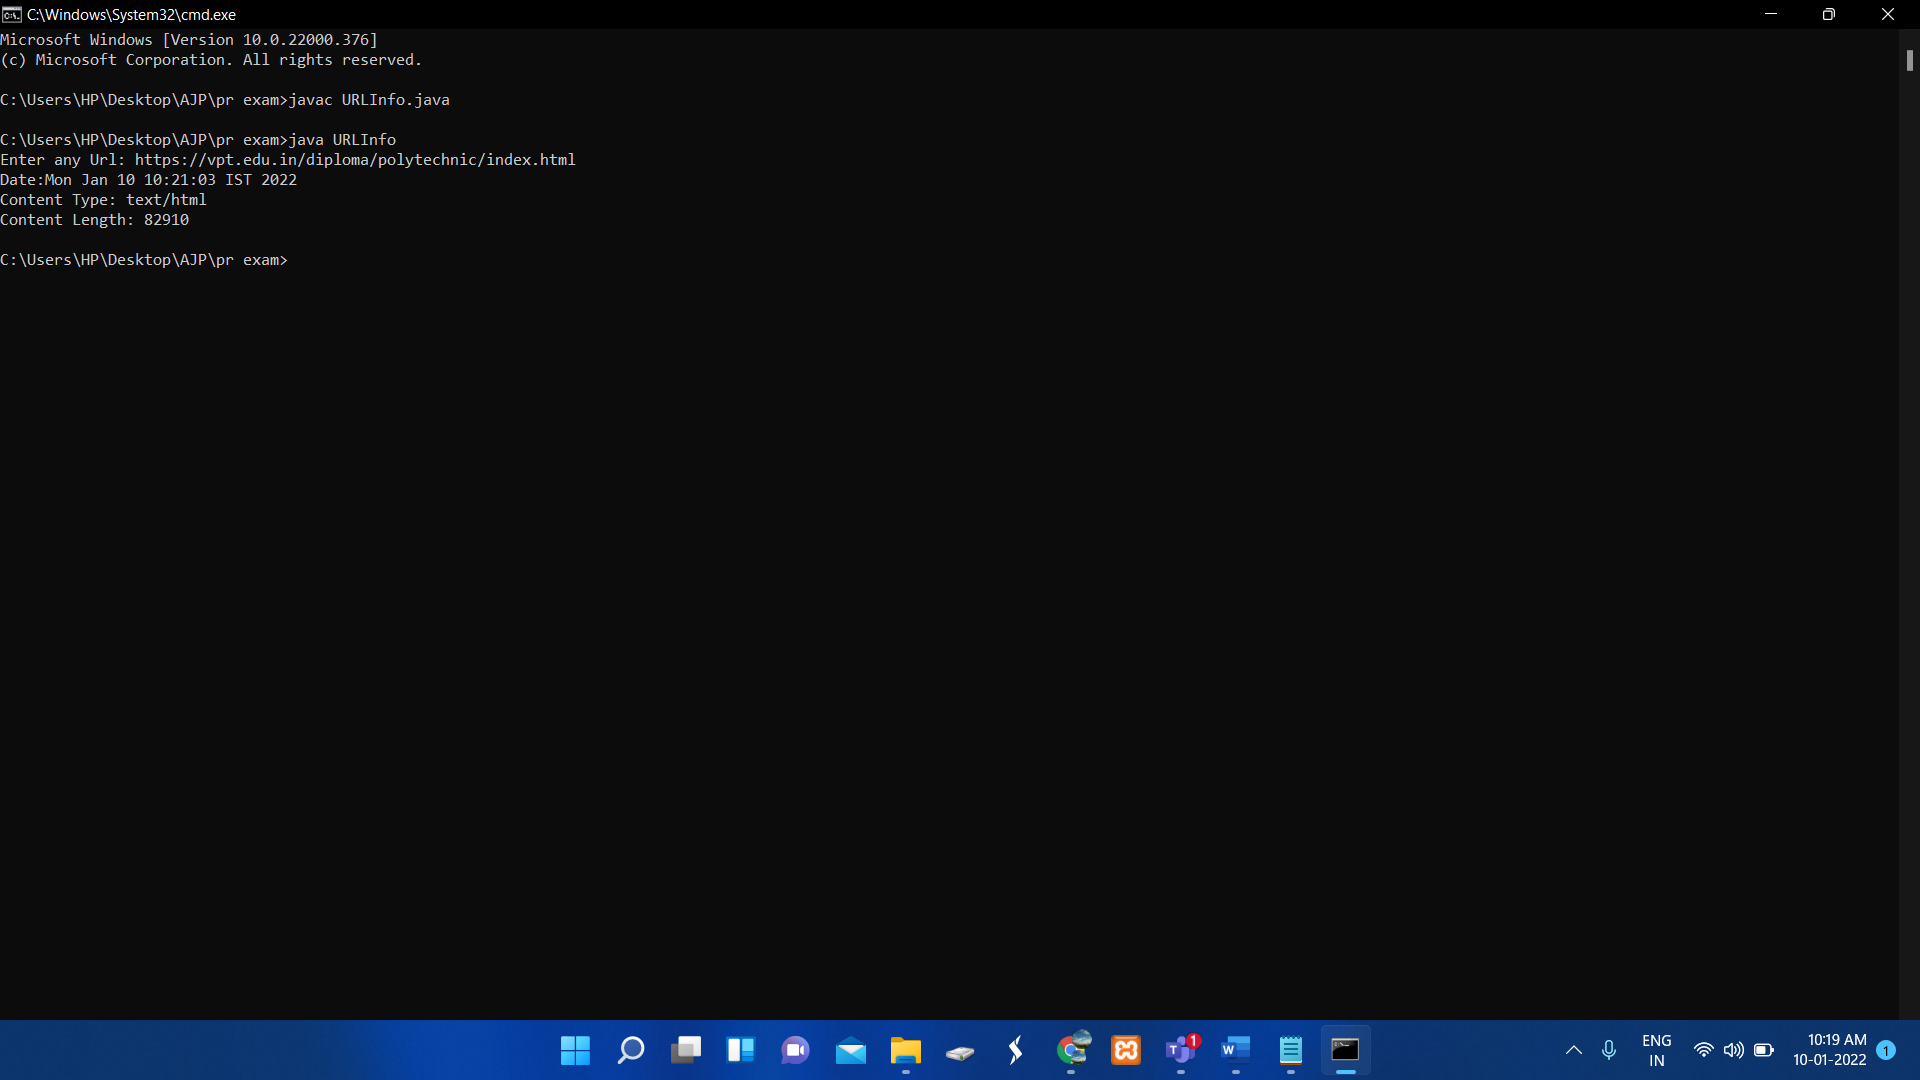 C:\Windows\System32\cmd.exe
Microsoft Windows [Version 10.0.22000.376]
(c) Microsoft Corporation. All rights reserved.
C:\Users\HP\Desktop\AJP\pr exam>javac URLInfo.java
C:\Users\HP\Desktop\AJP\pr exam>java URLInfo
Enter any Url: https://vpt.edu.in/diploma/polytechnic/index.html
Date:Mon Jan 10 10:21:03 IST 2022
Content Type: text/html
Content Length: 82910
C:\Users\HP\Desktop\AJP\pr exam>
1
T
W
ENG
IN
10:19 AM
10-01-2022
1